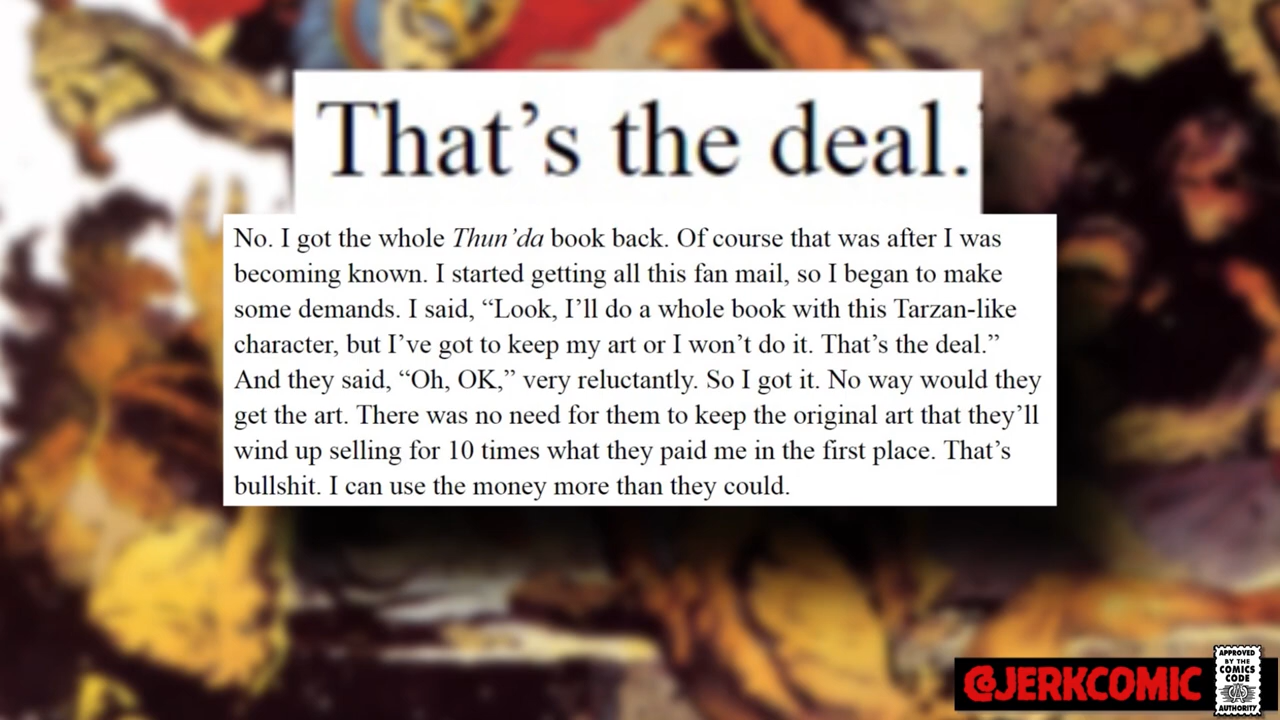 That’s the deal.
No. I got the whole Thun’da book back. Of course that was after I was
becoming known. I started getting all this fan mail, so I began to make
some demands. I said, “Look, I’ll do a whole book with this Tarzan-like
character, but I’ve got to keep my art or I won’t do it. That’s the deal.”
And they said, “Oh, OK,” very reluctantly. So I got it. No way would they
get the art. There was no need for them to keep the original art that they’ll
wind up selling for 10 times what they paid me in the first place. That’s
bullshit. I can use the money more than they could.
@JERKCOMIC
APPROVED
BY THE
COMICS
CODE
AUTHORITY